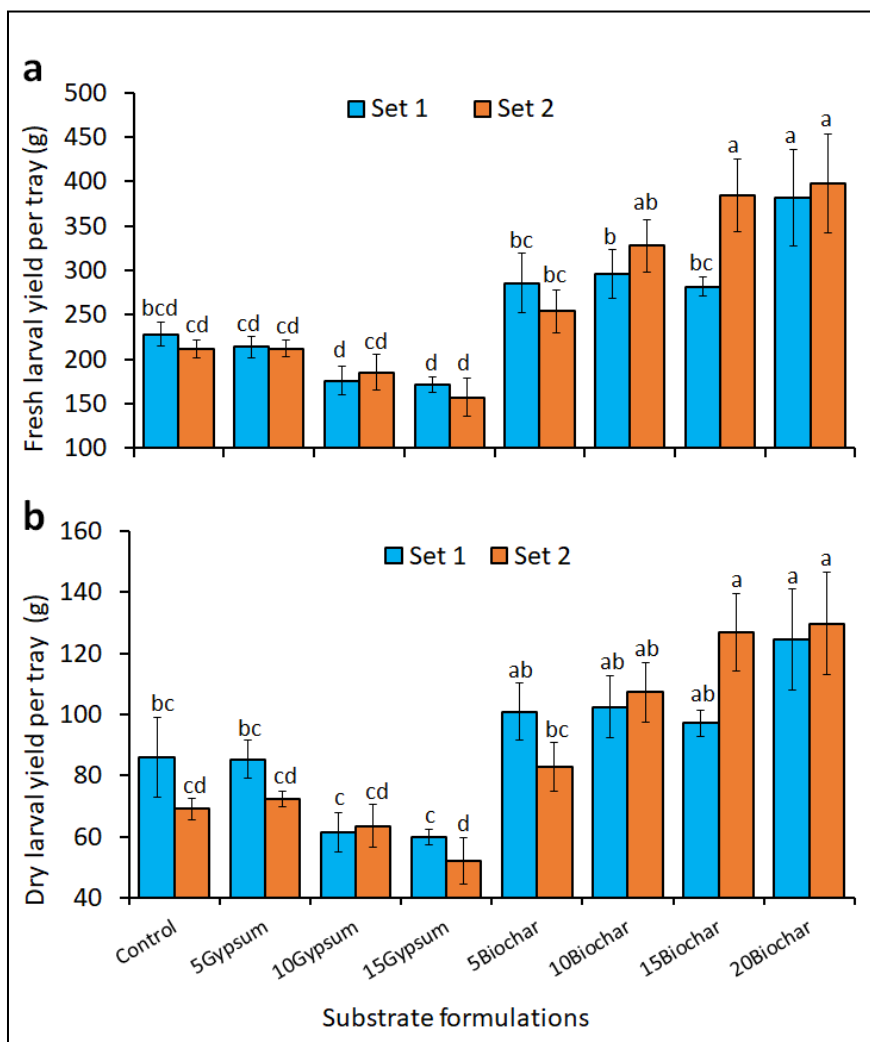 a
Fresh larval yield per tray (g)
500
450
400
350
300
250
200
150
100
Set 1 Set 2
bcd cd cd cd d cd d d bc bc b ab bc a a a
b
Dry larval yield per tray (g)
160
140
120
100
80
60
40
Set 1 Set 2
bc cd bc cd c cd c d ab bc ab ab ab a a a
Control 5Gypsum 10Gypsum 15Gypsum 5Biochar 10Biochar 15Biochar 20Biochar
Substrate formulations